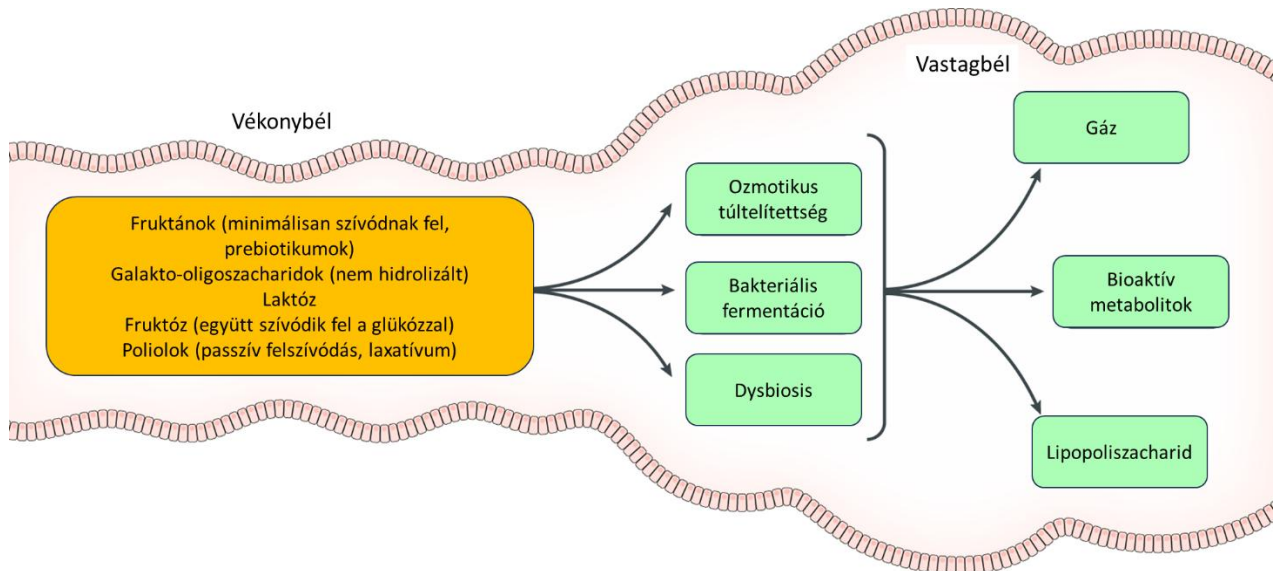 Vékonybél
Vastagbél
Fruktánok (minimálisan szívódnak fel,
prebiotikumok)
Galakto-oligoszacharidok (nem hidrolizált)
Laktóz
Fruktóz (együtt szívódik fel a glükózzal)
Poliolok (passzív felszívódás, laxatívum)
Ozmotikus
túltelítettség
Bakteriális
fermentáció
Dysbiosis
Gáz
Bioaktív
metabolitok
Lipopoliszacharid